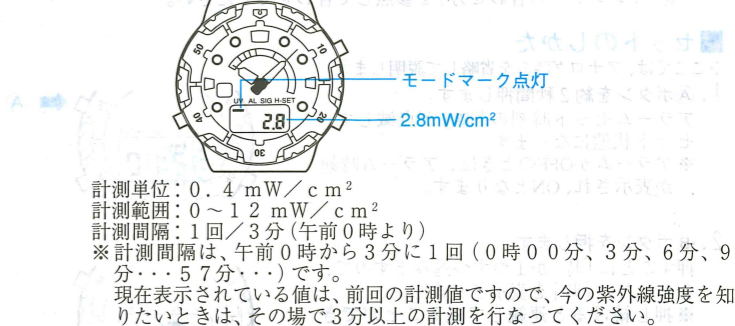 50
10
40
20
30
UV AL SIG H-SET
モードマーク点灯
2.8
2.8mW/cm²
計測単位：0．4 mW／cm²
計測範囲：0～12 mW／cm²
計測間隔：1回／3分（午前0時より）
※計測間隔は、午前0時から3分に1回（0時00分、3分、6分、9
分・・・57分・・・）です。
現在表示されている値は、前回の計測値ですので、今の紫外線強度を知
りたいときは、その場で3分以上の計測を行なってください。